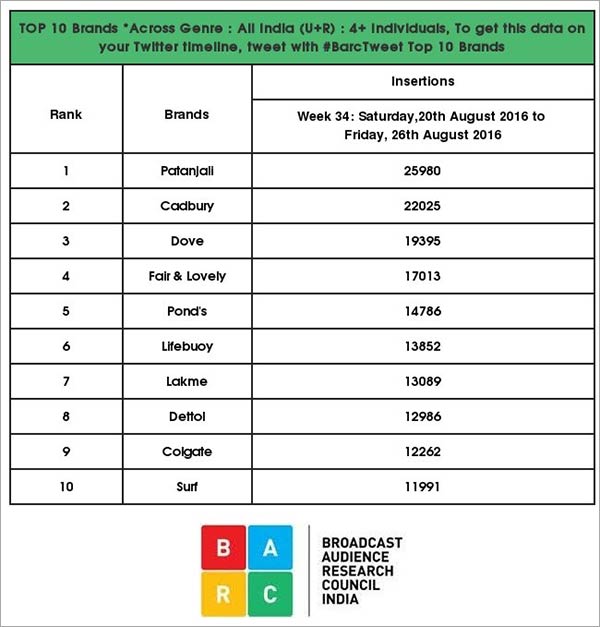 TOP 10 Brands *Across Genre : All India (U+R) : 4+ Individuals, To get this data on
your Twitter timeline, tweet with #BarcTweet Top 10 Brands
Rank Brands Insertions
Week 34: Saturday,20th August 2016 to
Friday, 26th August 2016
1 Patanjali 25980
2 Cadbury 22025
3 Dove 19395
4 Fair & Lovely 17013
5 Pond's 14786
6 Lifebuoy 13852
7 Lakme 13089
8 Dettol 12986
9 Colgate 12262
10 Surf 11991
B A
R C
BROADCAST
AUDIENCE
RESEARCH
COUNCIL
INDIA